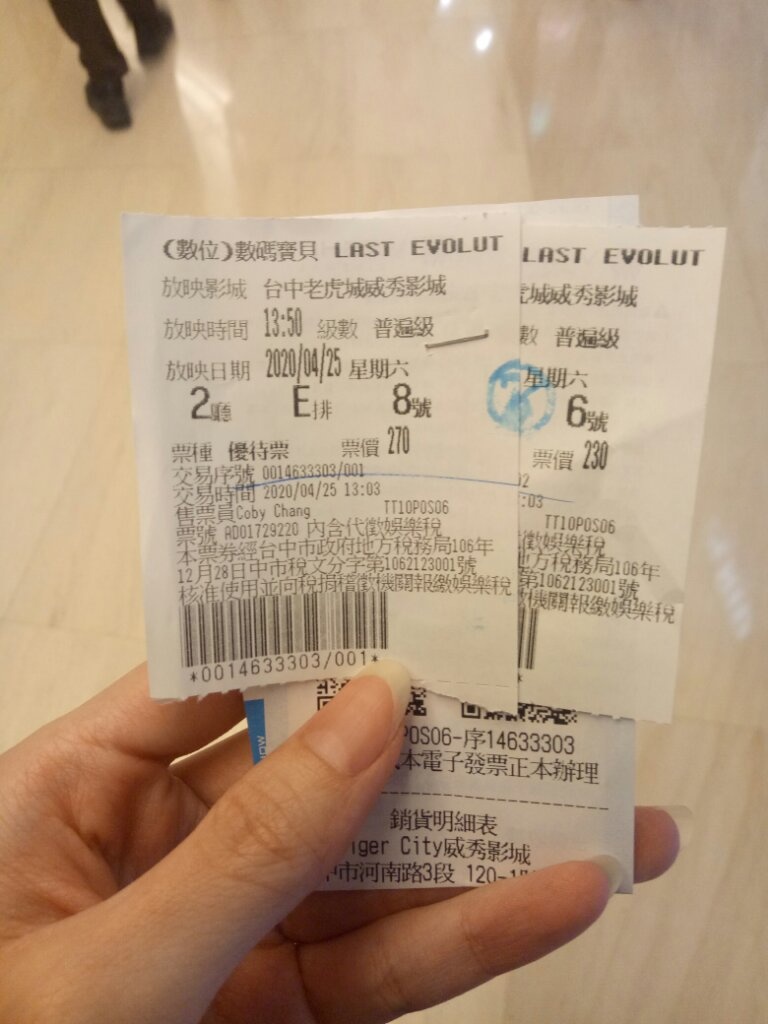 (數位)數碼寶貝 LAST EVOLUT
放映影城 台中老虎城威秀影城
放映時間 13:50 級數 普遍級
放映日期 2020/04/25 星期六
2廳 E排 8號
票種 優待票 票價 270
交易序號 0014633303/001
交易時間 2020/04/25 13:03
售票員Coby Chang TT10POS06
票號 AD01729220 內含代徵娛樂稅
本票券經台中市政府地方稅務局106年
12月28日中市稅文分字第1062123001號
核准使用並向稅捐稽徵機關報繳娛樂稅
*0014633303/001*
LAST EVOLUT
城威秀影城
數 普遍級
星期六
6號
票價 230
02
:03
TT10POS06
徵娛樂稅
地方稅務局106年
第1062123001號
機關報繳娛樂稅
POS06-序14633303
本電子發票正本辦理
銷貨明細表
iger City威秀影城
市河南路3段 120-1